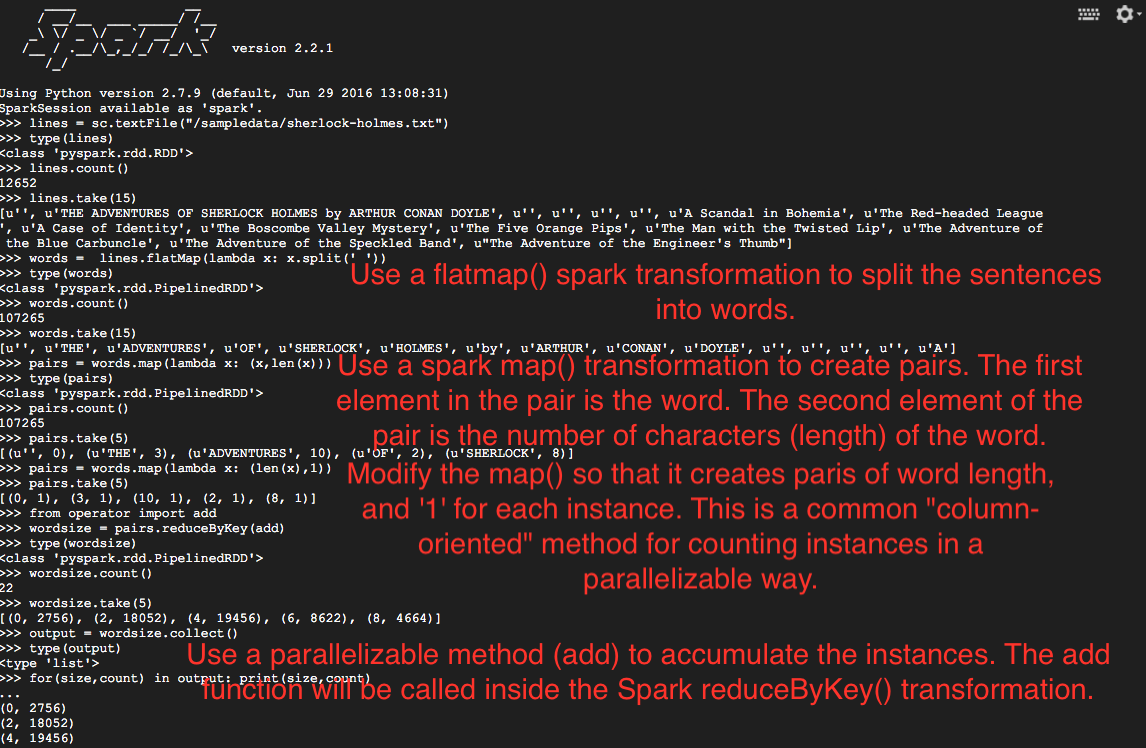 version 2.2.1
Using Python version 2.7.9 (default, Jun 29 2016 13:08:31)
SparkSession available as 'spark'.
>>> lines = sc.textFile("/sampledata/sherlock-holmes.txt")
>>> type(lines)
<class 'pyspark.rdd.RDD'>
>>> lines.count()
12652
>>> lines.take(15)
[u'', u'THE ADVENTURES OF SHERLOCK HOLMES by ARTHUR CONAN DOYLE', u'', u'', u'', u'', u'A Scandal in Bohemia', u'The Red-headed League
', u'A Case of Identity', u'The Boscombe Valley Mystery', u'The Five Orange Pips', u'The Man with the Twisted Lip', u'The Adventure of
 the Blue Carbuncle', u'The Adventure of the Speckled Band', u"The Adventure of the Engineer's Thumb"]
>>> words =  lines.flatMap(lambda x: x.split(' '))
>>> type(words)
<class 'pyspark.rdd.PipelinedRDD'>
Use a flatmap() spark transformation to split the sentences
into words.
>>> words.count()
107265
>>> words.take(15)
[u'', u'THE', u'ADVENTURES', u'OF', u'SHERLOCK', u'HOLMES', u'by', u'ARTHUR', u'CONAN', u'DOYLE', u'', u'', u'', u'', u'A']
>>> pairs = words.map(lambda x: (x,len(x)))
>>> type(pairs)
<class 'pyspark.rdd.PipelinedRDD'>
>>> pairs.count()
107265
Use a spark map() transformation to create pairs. The first
element in the pair is the word. The second element of the
pair is the number of characters (length) of the word.
>>> pairs.take(5)
[(u'', 0), (u'THE', 3), (u'ADVENTURES', 10), (u'OF', 2), (u'SHERLOCK', 8)]
>>> pairs = words.map(lambda x: (len(x),1))
>>> pairs.take(5)
[(0, 1), (3, 1), (10, 1), (2, 1), (8, 1)]
>>> from operator import add
>>> wordsize = pairs.reduceByKey(add)
>>> type(wordsize)
<class 'pyspark.rdd.PipelinedRDD'>
>>> wordsize.count()
22
Modify the map() so that it creates paris of word length,
and '1' for each instance. This is a common "column-
oriented" method for counting instances in a
parallelizable way.
>>> wordsize.take(5)
[(0, 2756), (2, 18052), (4, 19456), (6, 8622), (8, 4664)]
>>> output = wordsize.collect()
>>> type(output)
<type 'list'>
>>> for(size,count) in output: print(size,count)
...
Use a parallelizable method (add) to accumulate the instances. The add
function will be called inside the Spark reduceByKey() transformation.
(0, 2756)
(2, 18052)
(4, 19456)